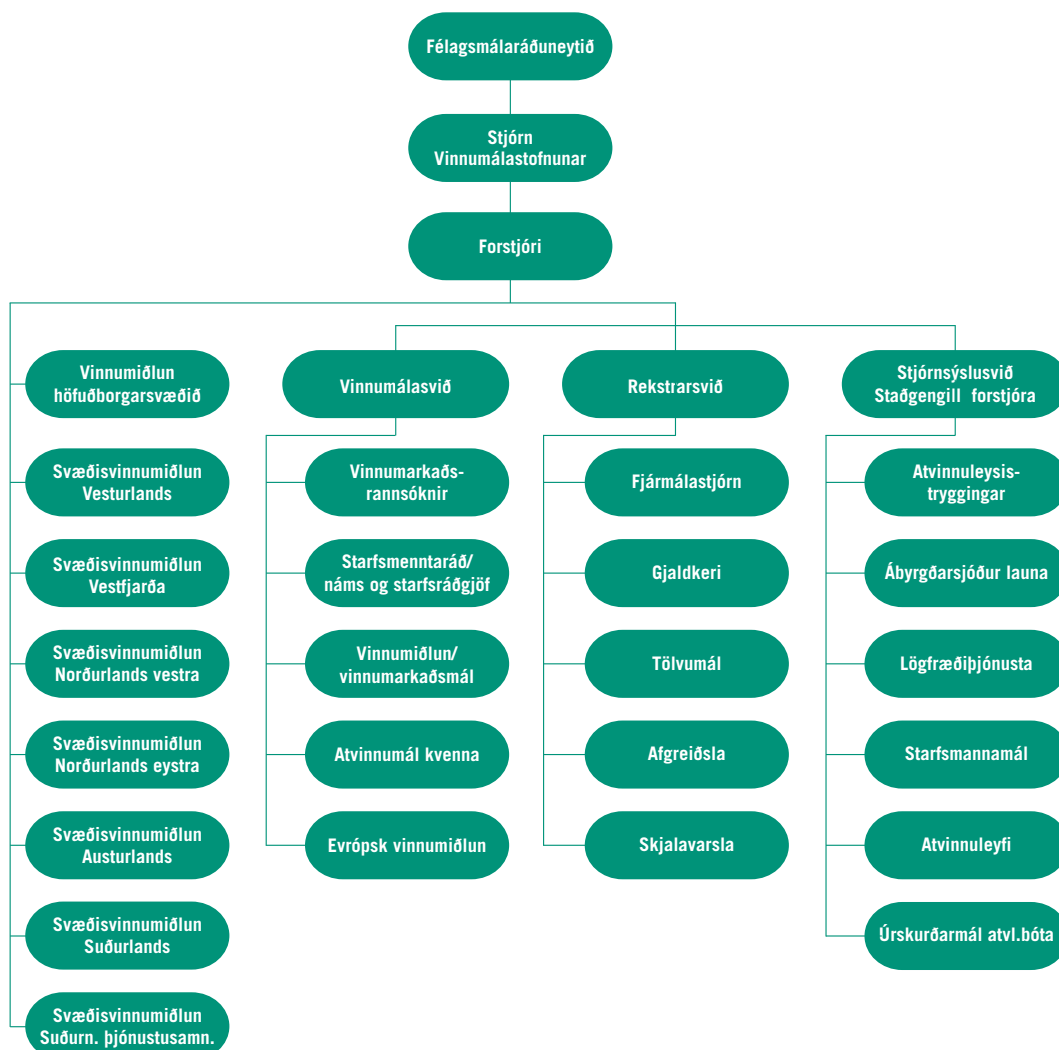 Félagsmálaráðuneytið
Stjórn
Vinnumálastofnunar
Forstjóri
Vinnumiðlun
höfuðborgarsvæðið
Svæðisvinnumiðlun
Vesturlands
Svæðisvinnumiðlun
Vestfjarða
Svæðisvinnumiðlun
Norðurlands vestra
Svæðisvinnumiðlun
Norðurlands eystra
Svæðisvinnumiðlun
Austurlands
Svæðisvinnumiðlun
Suðurlands
Svæðisvinnumiðlun
Suðurn. þjónustusamn.
Vinnumálasvið
Vinnumarkaðs-
rannsóknir
Starfsmenntaráð/
náms og starfsráðgjöf
Vinnumiðlun/
vinnumarkaðsmál
Atvinnumál kvenna
Evrópsk vinnumiðlun
Rekstrarsvið
Fjármálastjórn
Gjaldkeri
Tölvumál
Afgreiðsla
Skjalavarsla
Stjórnsýslusvið
Staðgengill forstjóra
Atvinnuleysis-
tryggingar
Ábyrgðarsjóður launa
Lögfræðiþjónusta
Starfsmannamál
Atvinnuleyfi
Úrskurðarmál atvl.bóta